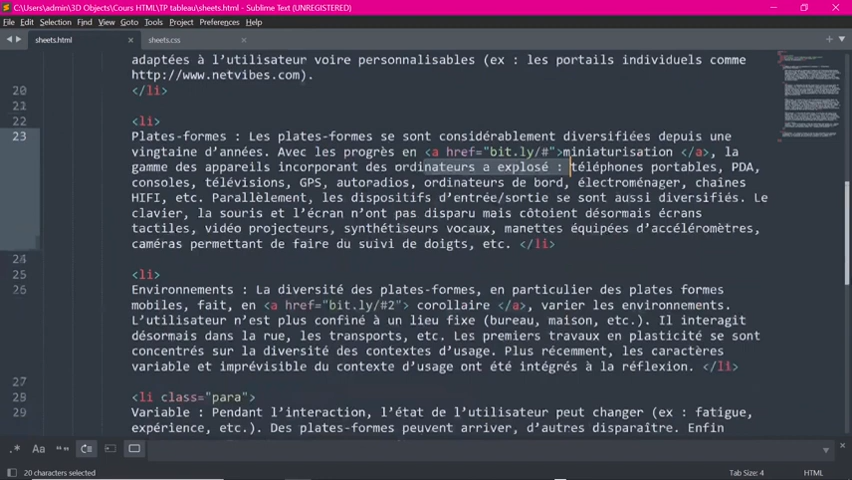 C:\Users\admin\3D Objects\Cours HTML\TP tableau\sheets.html - Sublime Text (UNREGISTERED)
File Edit Selection Find View Goto Tools Project Preferences Help
sheets.html × sheets.css ×
adaptées à l'utilisateur voire personnalisables (ex : les portails individuels comme
http://www.netvibes.com).
20 </li>
21
22 <li>
23 Plates-formes : Les plates-formes se sont considérablement diversifiées depuis une
vingtaine d'années. Avec les progrès en <a href="bit.ly/#">miniaturisation </a>, la
gamme des appareils incorporant des ordinateurs a explosé : téléphones portables, PDA,
consoles, télévisions, GPS, autoradios, ordinateurs de bord, électroménager, chaînes
HIFI, etc. Parallèlement, les dispositifs d'entrée/sortie se sont aussi diversifiés. Le
clavier, la souris et l'écran n'ont pas disparu mais côtoient désormais écrans
tactiles, vidéo projecteurs, synthétiseurs vocaux, manettes équipées d'accéléromètres,
caméras permettant de faire du suivi de doigts, etc. </li>
24
25 <li>
26 Environnements : La diversité des plates-formes, en particulier des plates formes
mobiles, fait, en <a href="bit.ly/#2"> corollaire </a>, varier les environnements.
L'utilisateur n'est plus confiné à un lieu fixe (bureau, maison, etc.). Il interagit
désormais dans la rue, les transports, etc. Les premiers travaux en plasticité se sont
concentrés sur la diversité des contextes d'usage. Plus récemment, les caractères
variable et imprévisible du contexte d'usage ont été intégrés à la réflexion. </li>
27
28 <li class="para">
29 Variable : Pendant l'interaction, l'état de l'utilisateur peut changer (ex : fatigue,
expérience, etc.). Des plates-formes peuvent arriver, d'autres disparaître. Enfin
.* Aa “”
20 characters selected Tab Size: 4 HTML